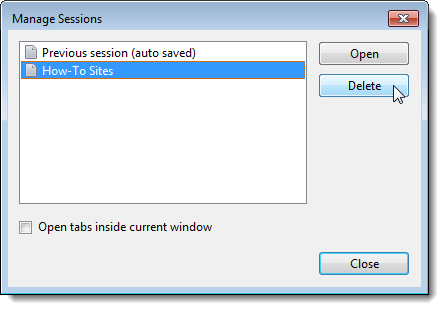 Manage Sessions
Previous session (auto saved)
How-To Sites
Open
Delete
Open tabs inside current window
Close